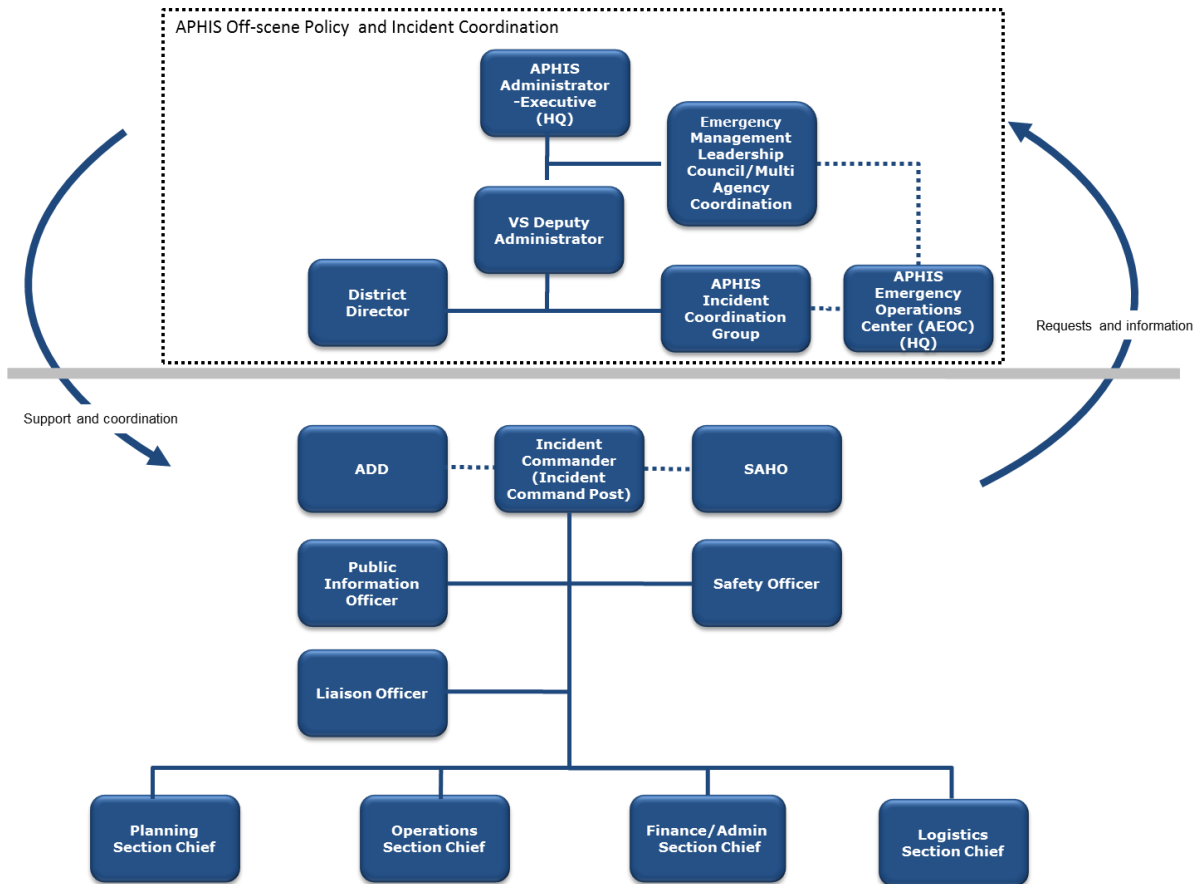 APHIS Off-scene Policy and Incident Coordination
APHIS
Administrator
-Executive
(HQ)
Emergency
Management
Leadership
Council/Multi
Agency
Coordination
VS Deputy
Administrator
District
Director
APHIS
Incident
Coordination
Group
APHIS
Emergency
Operations
Center (AEOC)
(HQ)
Requests and information
Support and coordination
ADD
Incident
Commander
(Incident
Command Post)
SAHO
Public
Information
Officer
Safety Officer
Liaison Officer
Planning
Section Chief
Operations
Section Chief
Finance/Admin
Section Chief
Logistics
Section Chief